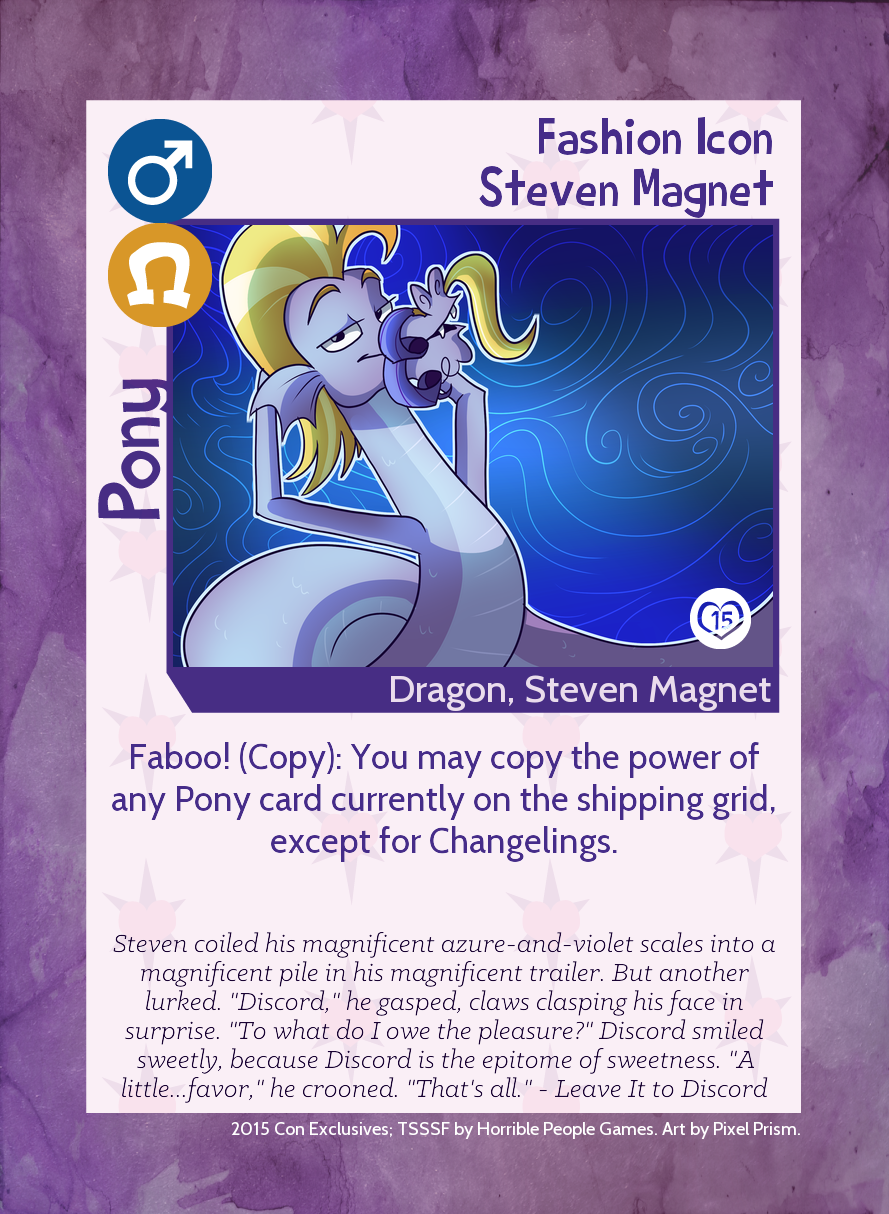 Fashion Icon
Steven Magnet
Pony
15
Dragon, Steven Magnet
Faboo! (Copy): You may copy the power of
any Pony card currently on the shipping grid,
except for Changelings.
Steven coiled his magnificent azure-and-violet scales into a
magnificent pile in his magnificent trailer. But another
lurked. "Discord," he gasped, claws clasping his face in
surprise. "To what do I owe the pleasure?" Discord smiled
sweetly, because Discord is the epitome of sweetness. "A
little...favor," he crooned. "That's all." - Leave It to Discord
2015 Con Exclusives; TSSSF by Horrible People Games. Art by Pixel Prism.